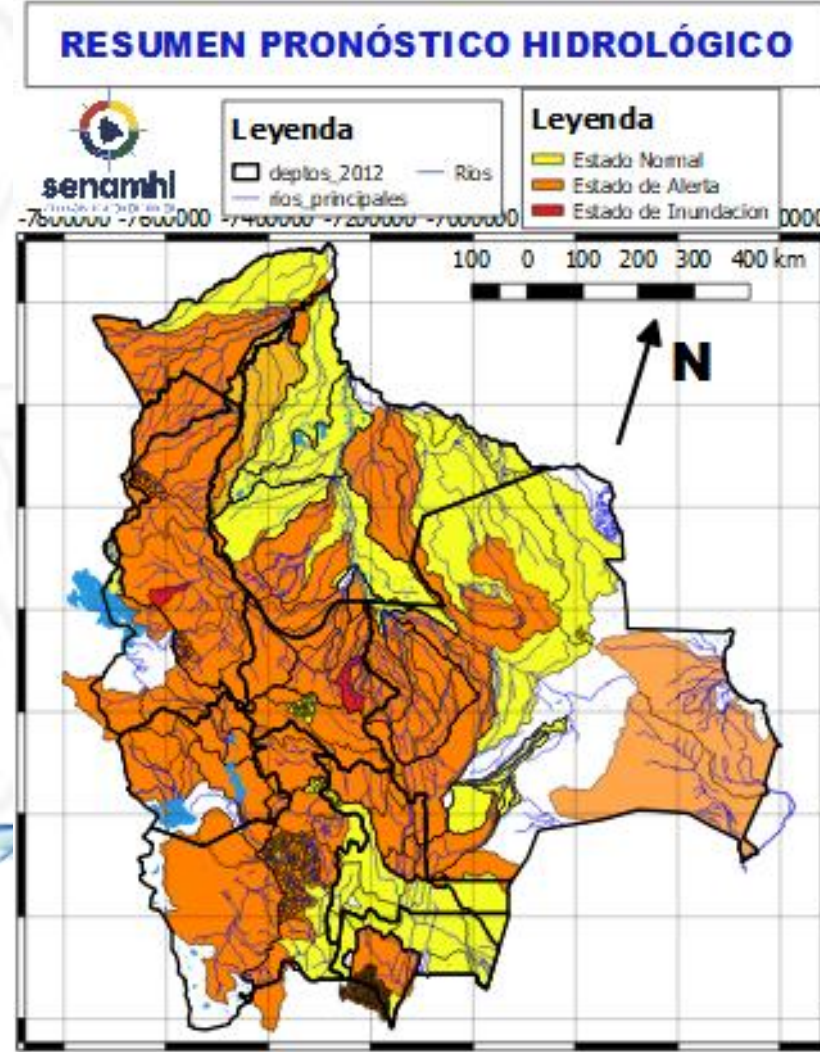 RESUMEN PRONÓSTICO HIDROLÓGICO
senamhi
Leyenda
deptos_2012
Rios
rios_principales
Leyenda
Estado Normal
Estado de Alerta
Estado de Inundacion
-7600000
-7400000
-7200000
100 0 100 200 300 400 km
N